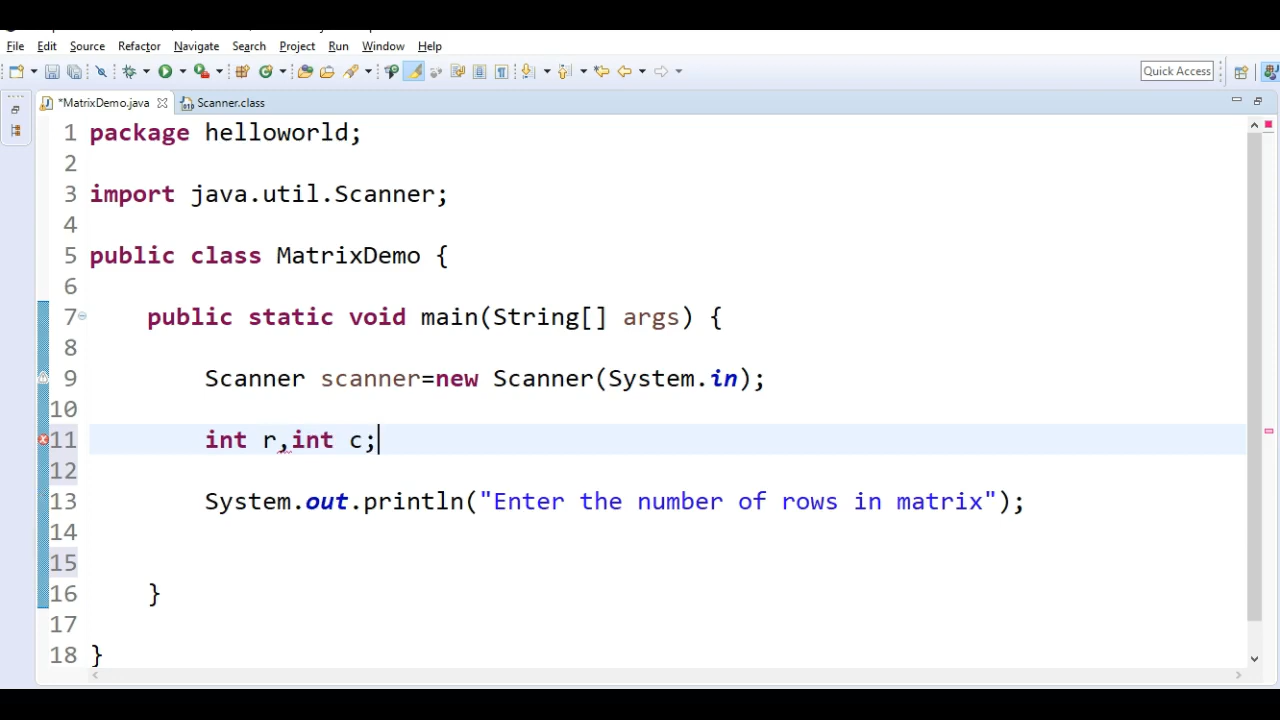 File Edit Source Refactor Navigate Search Project Run Window Help
Quick Access
*MatrixDemo.java Scanner.class
1 package helloworld;
2
3 import java.util.Scanner;
4
5 public class MatrixDemo {
6
7 public static void main(String[] args) {
8
9 Scanner scanner=new Scanner(System.in);
10
11 int r,int c;
12
13 System.out.println("Enter the number of rows in matrix");
14
15
16 }
17
18 }